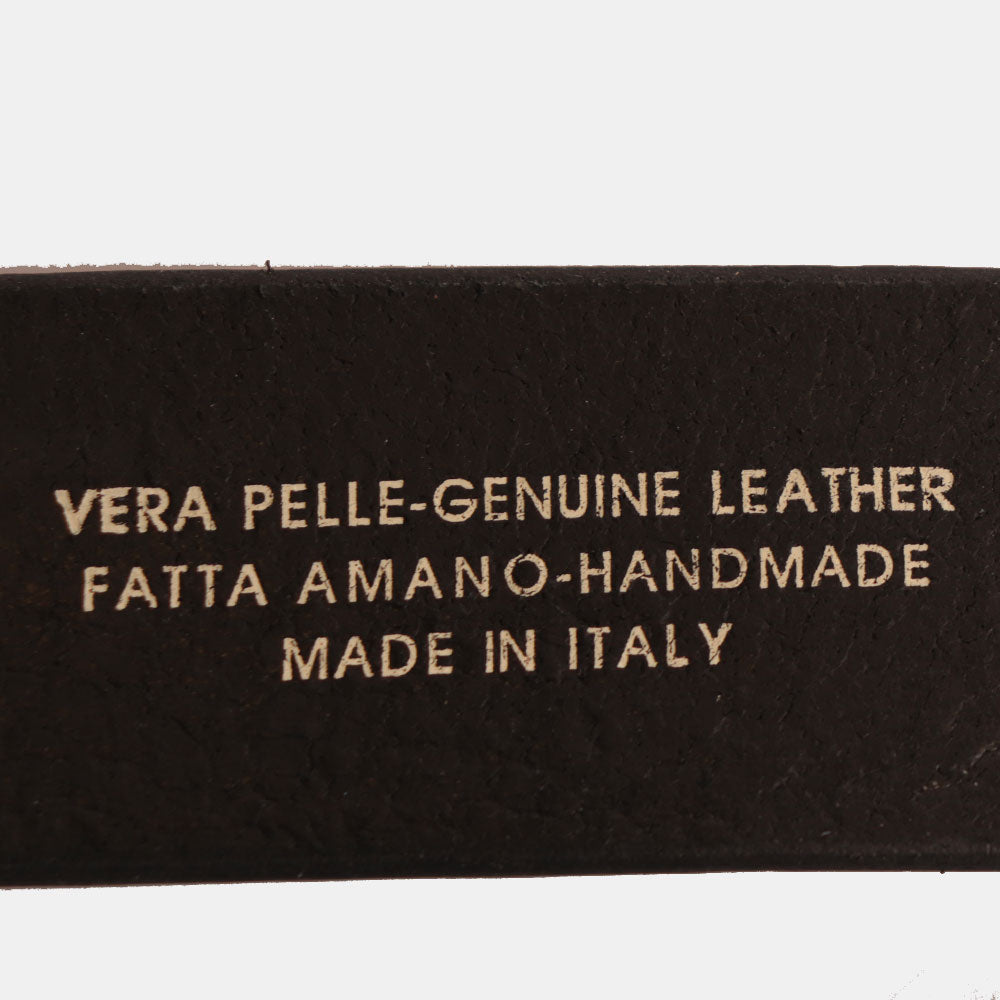 VERA PELLE-GENUINE LEATHER
FATTA AMANO-HANDMADE
MADE IN ITALY